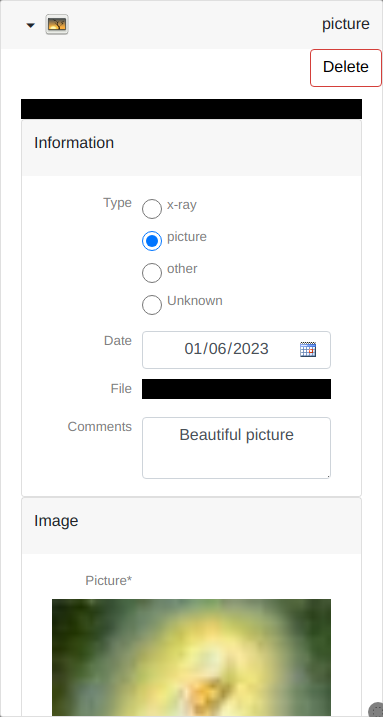 picture
Delete
Information
Type
x-ray
picture
other
Unknown
Date
01/06/2023
File
Comments
Beautiful picture
Image
Picture*